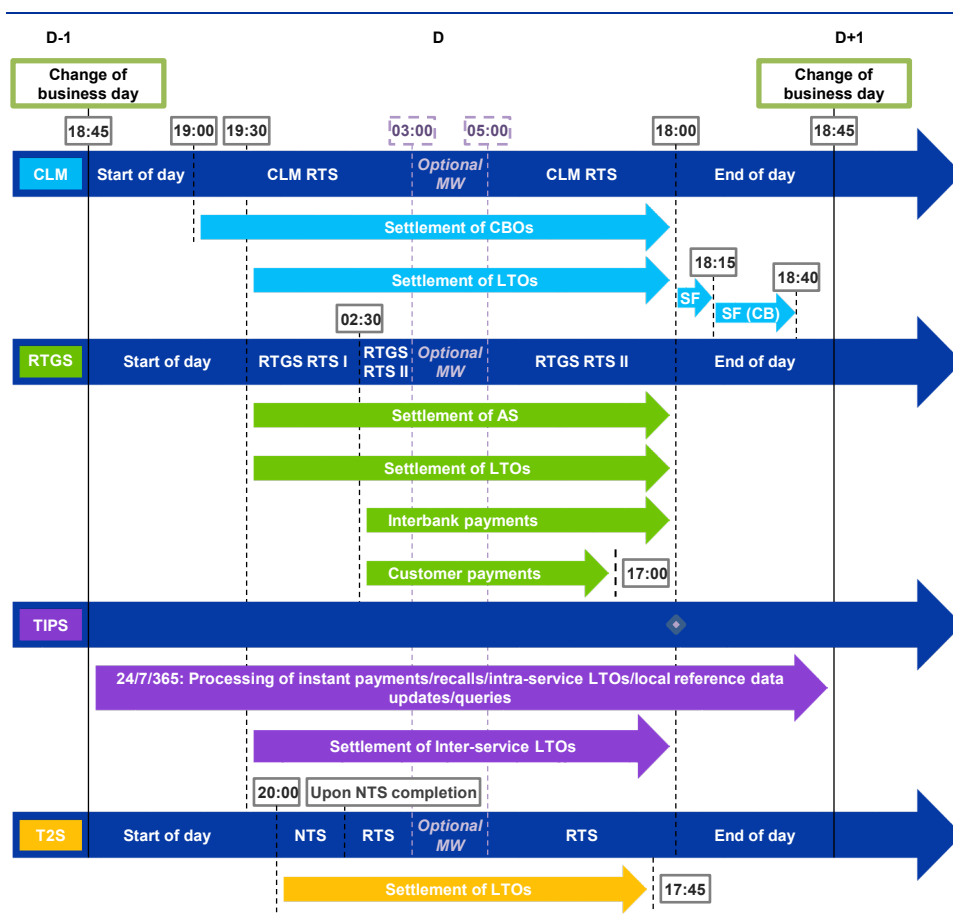 D-1
D
D+1
Change of
business day
Change of
business day
18:45
19:00
19:30
03:00
05:00
18:00
18:45
CLM
Start of day
CLM RTS
Optional
MW
CLM RTS
End of day
Settlement of CBOs
Settlement of LTOs
18:15
18:40
SF
SF (CB)
02:30
RTGS
Start of day
RTGS RTS I
RTGS
RTS II
Optional
MW
RTGS RTS II
End of day
Settlement of AS
Settlement of LTOs
Interbank payments
Customer payments
17:00
TIPS
24/7/365: Processing of instant payments/recalls/intra-service LTOs/local reference data
updates/queries
Settlement of Inter-service LTOs
20:00
Upon NTS completion
T2S
Start of day
NTS
RTS
Optional
MW
RTS
End of day
Settlement of LTOs
17:45